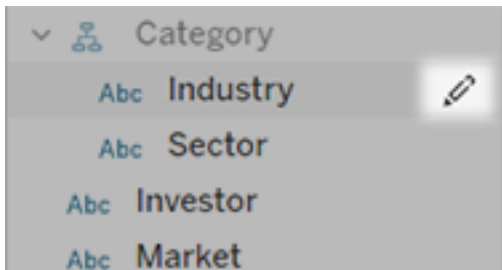 Category
Abc Industry
Abc Sector
Abc Investor
Abc Market